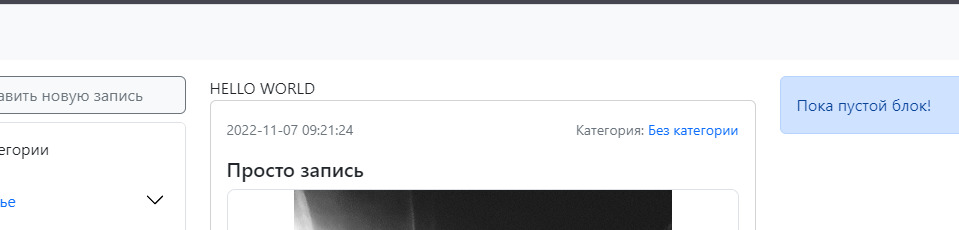 авить новую запись
HELLO WORLD
Пока пустой блок!
2022-11-07 09:21:24
Категория: Без категории
егории
Просто запись
ье